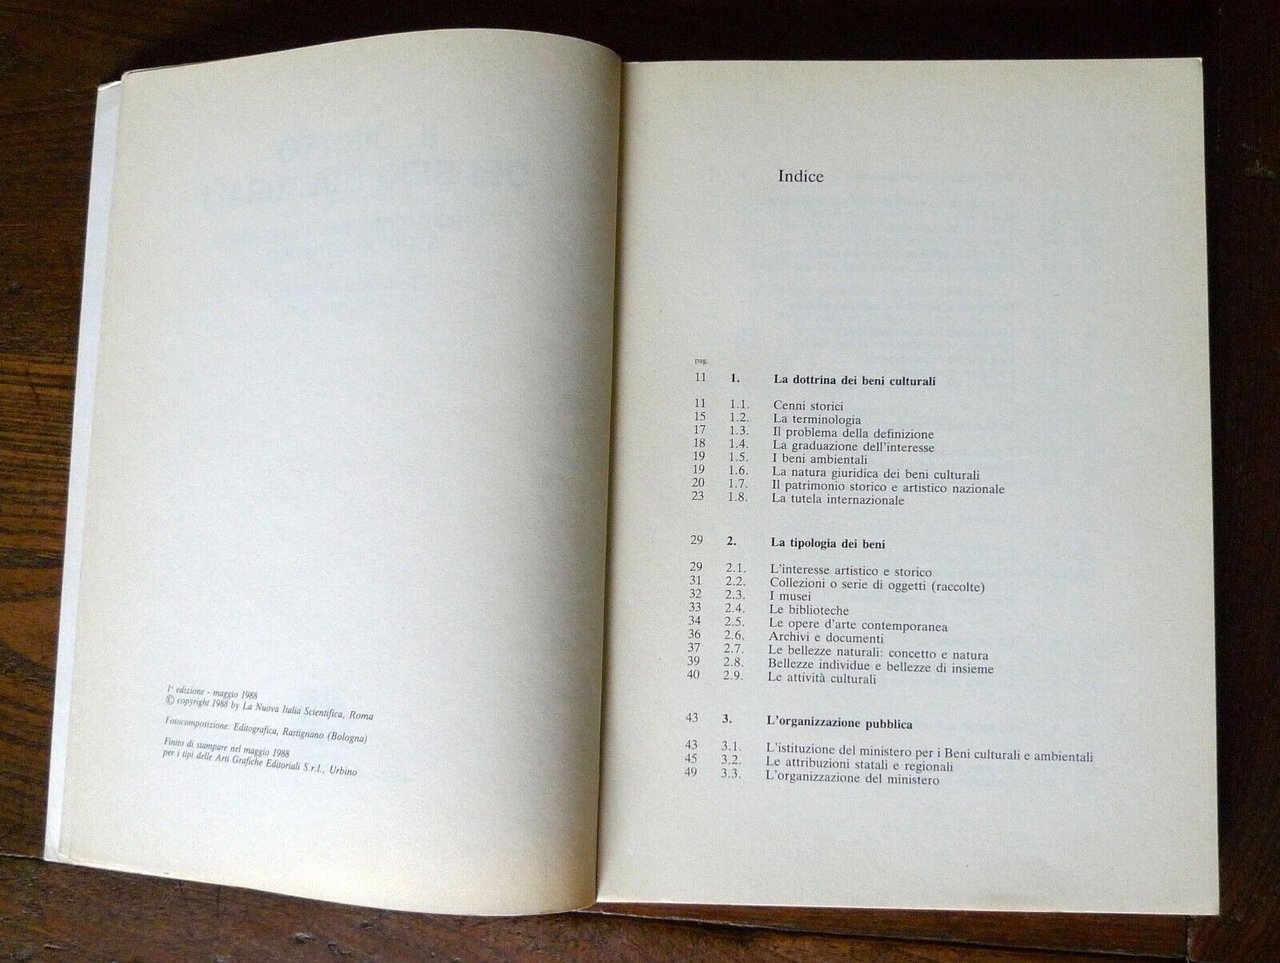 1ª edizione - maggio 1988
© copyright 1988 by La Nuova Italia Scientifica, Roma
Fotocomposizione: Editografica, Rastignano (Bologna)
Finito di stampare nel maggio 1988
per i tipi delle Arti Grafiche Editoriali S.r.l., Urbino
Indice
pag.
11 1. La dottrina dei beni culturali
11 1.1. Cenni storici
15 1.2. La terminologia
17 1.3. Il problema della definizione
18 1.4. La graduazione dell'interesse
19 1.5. I beni ambientali
19 1.6. La natura giuridica dei beni culturali
20 1.7. Il patrimonio storico e artistico nazionale
23 1.8. La tutela internazionale
29 2. La tipologia dei beni
29 2.1. L'interesse artistico e storico
31 2.2. Collezioni o serie di oggetti (raccolte)
32 2.3. I musei
33 2.4. Le biblioteche
34 2.5. Le opere d'arte contemporanea
36 2.6. Archivi e documenti
37 2.7. Le bellezze naturali: concetto e natura
39 2.8. Bellezze individue e bellezze di insieme
40 2.9. Le attività culturali
43 3. L'organizzazione pubblica
43 3.1. L'istituzione del ministero per i Beni culturali e ambientali
45 3.2. Le attribuzioni statali e regionali
49 3.3. L'organizzazione del ministero